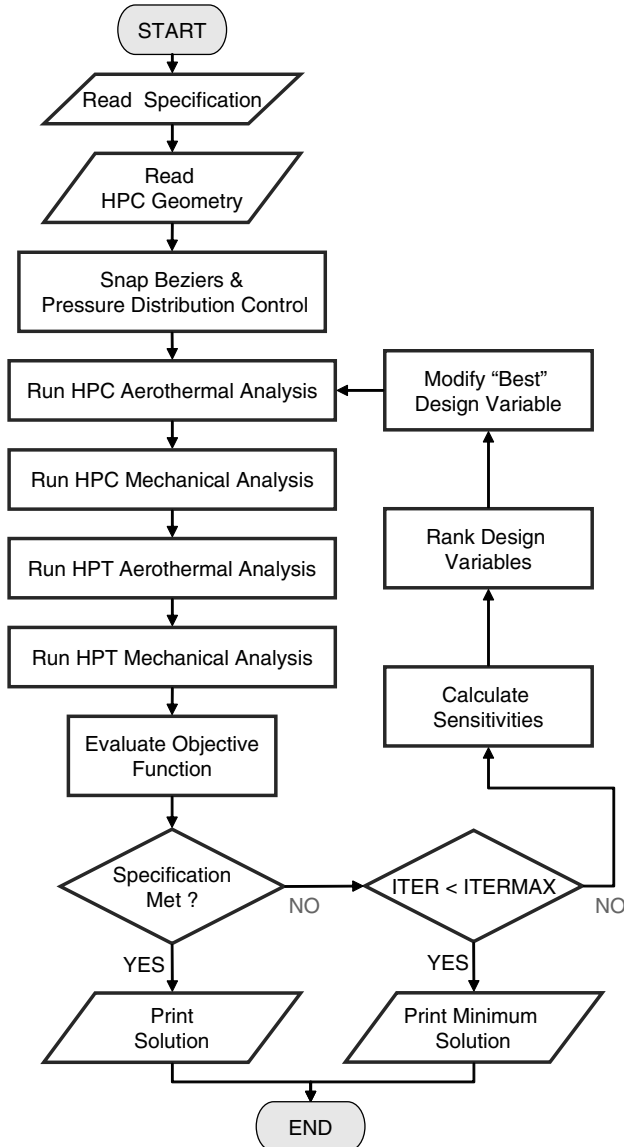 START
Read Specification
Read
HPC Geometry
Snap Beziers &
Pressure Distribution Control
Run HPC Aerothermal Analysis
Run HPC Mechanical Analysis
Run HPT Aerothermal Analysis
Run HPT Mechanical Analysis
Evaluate Objective
Function
Specification
Met ?
NO
YES
Print
Solution
ITER < ITERMAX
NO
YES
Print Minimum
Solution
Calculate
Sensitivities
Rank Design
Variables
Modify “Best”
Design Variable
END